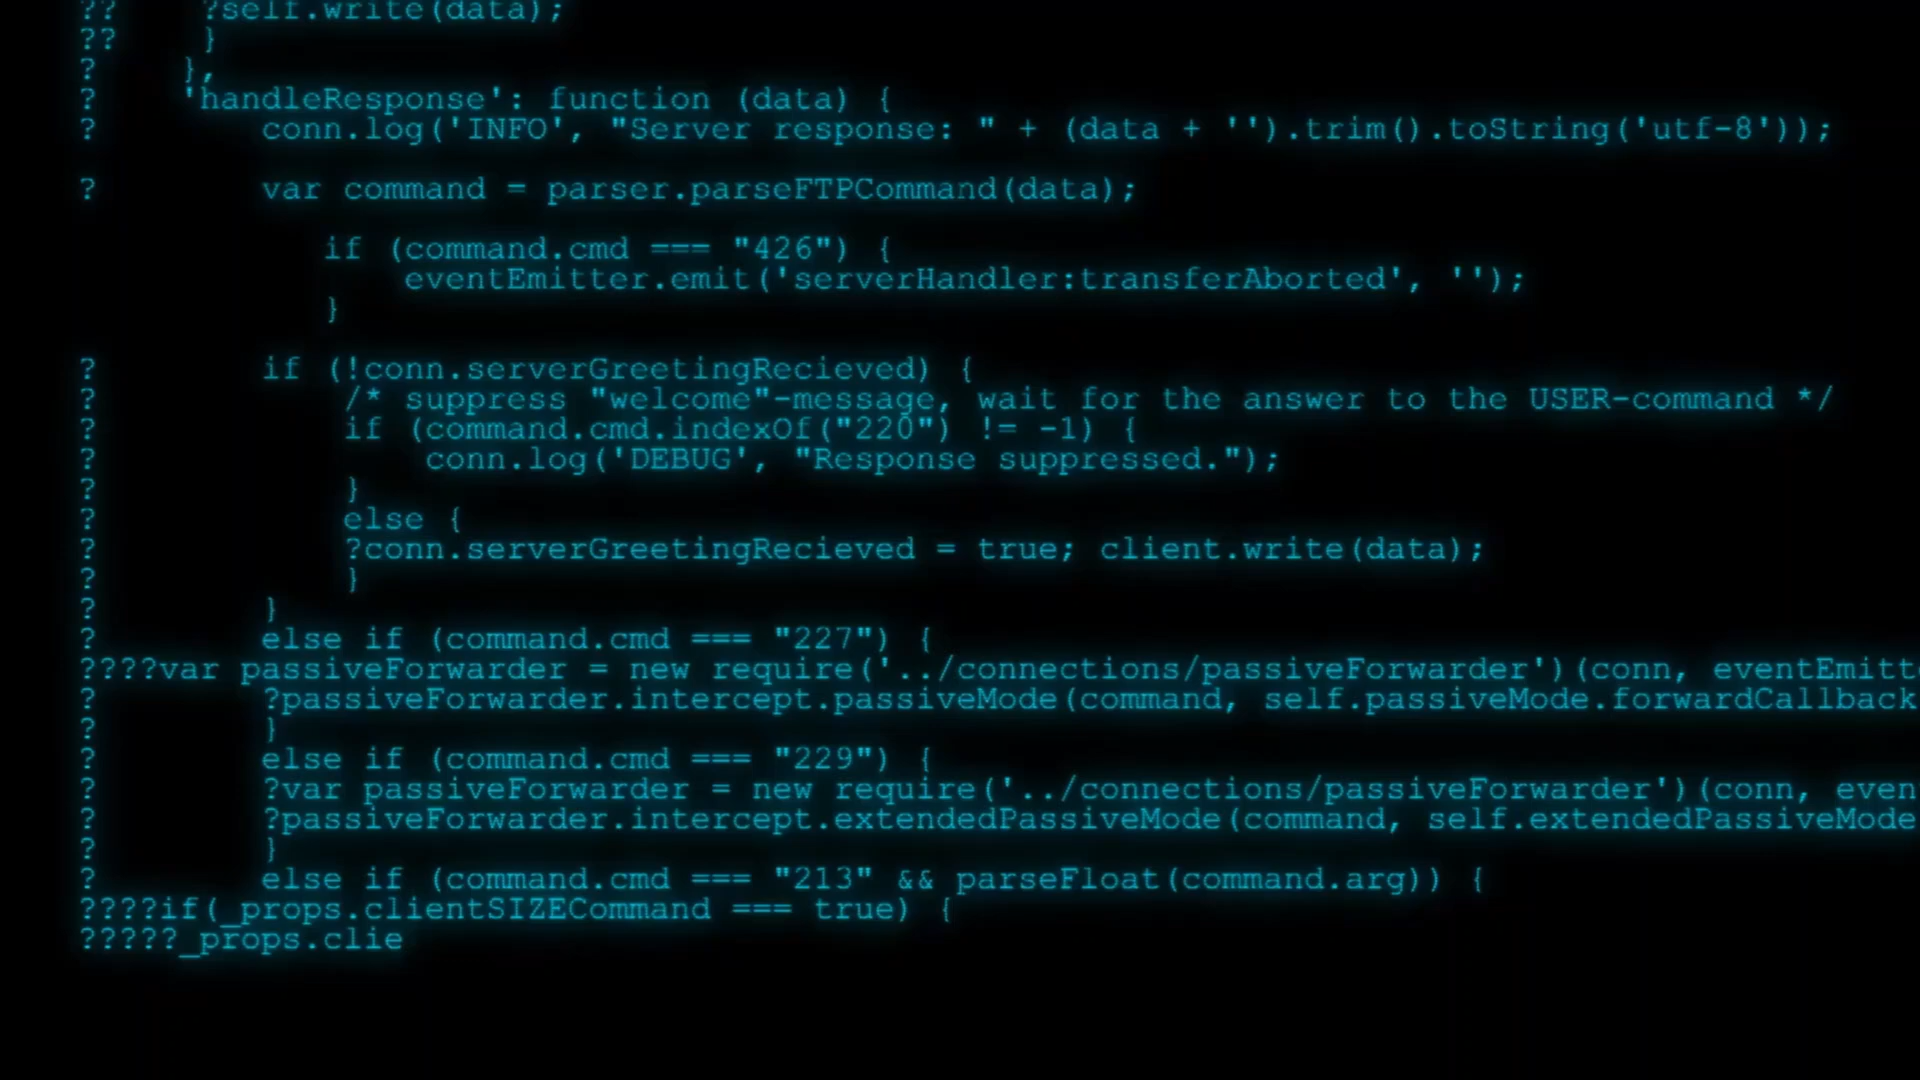 ??     ?self.write(data);
??     }
?     },
?     'handleResponse': function (data) {
?         conn.log('INFO', "Server response: " + (data + '').trim().toString('utf-8'));
?         var command = parser.parseFTPCommand(data);
            if (command.cmd === "426") {
                eventEmitter.emit('serverHandler:transferAborted', '');
            }
?         if (!conn.serverGreetingRecieved) {
?             /* suppress "welcome"-message, wait for the answer to the USER-command */
?             if (command.cmd.indexOf("220") != -1) {
?                 conn.log('DEBUG', "Response suppressed.");
?             }
?             else {
?             ?conn.serverGreetingRecieved = true; client.write(data);
?             }
?         }
?         else if (command.cmd === "227") {
????var passiveForwarder = new require('../connections/passiveForwarder')(conn, eventEmitt
?         ?passiveForwarder.intercept.passiveMode(command, self.passiveMode.forwardCallback
?         }
?         else if (command.cmd === "229") {
?         ?var passiveForwarder = new require('../connections/passiveForwarder')(conn, even
?         ?passiveForwarder.intercept.extendedPassiveMode(command, self.extendedPassiveMode
?         }
?         else if (command.cmd === "213" && parseFloat(command.arg)) {
????if(_props.clientSIZECommand === true) {
?????_props.clie